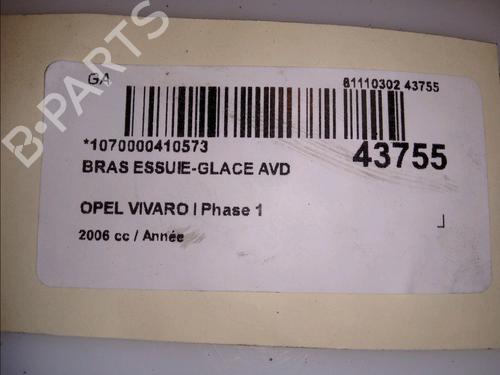 GA
81110302 43755
*1070000410573
43755
BRAS ESSUIE-GLACE AVD
OPEL VIVARO I Phase 1
2006 cc / Année
B-PARTS